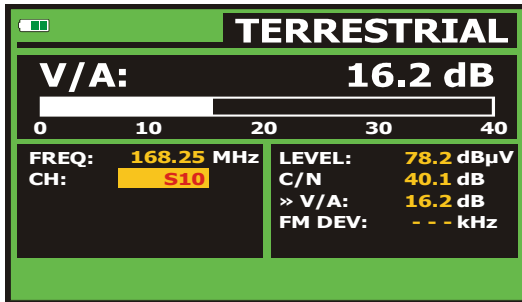 TERRESTRIAL
V/A: 16.2 dB
0 10 20 30 40
FREQ: 168.25 MHz
CH: S10
LEVEL: 78.2 dBµV
C/N 40.1 dB
» V/A: 16.2 dB
FM DEV: - - - kHz